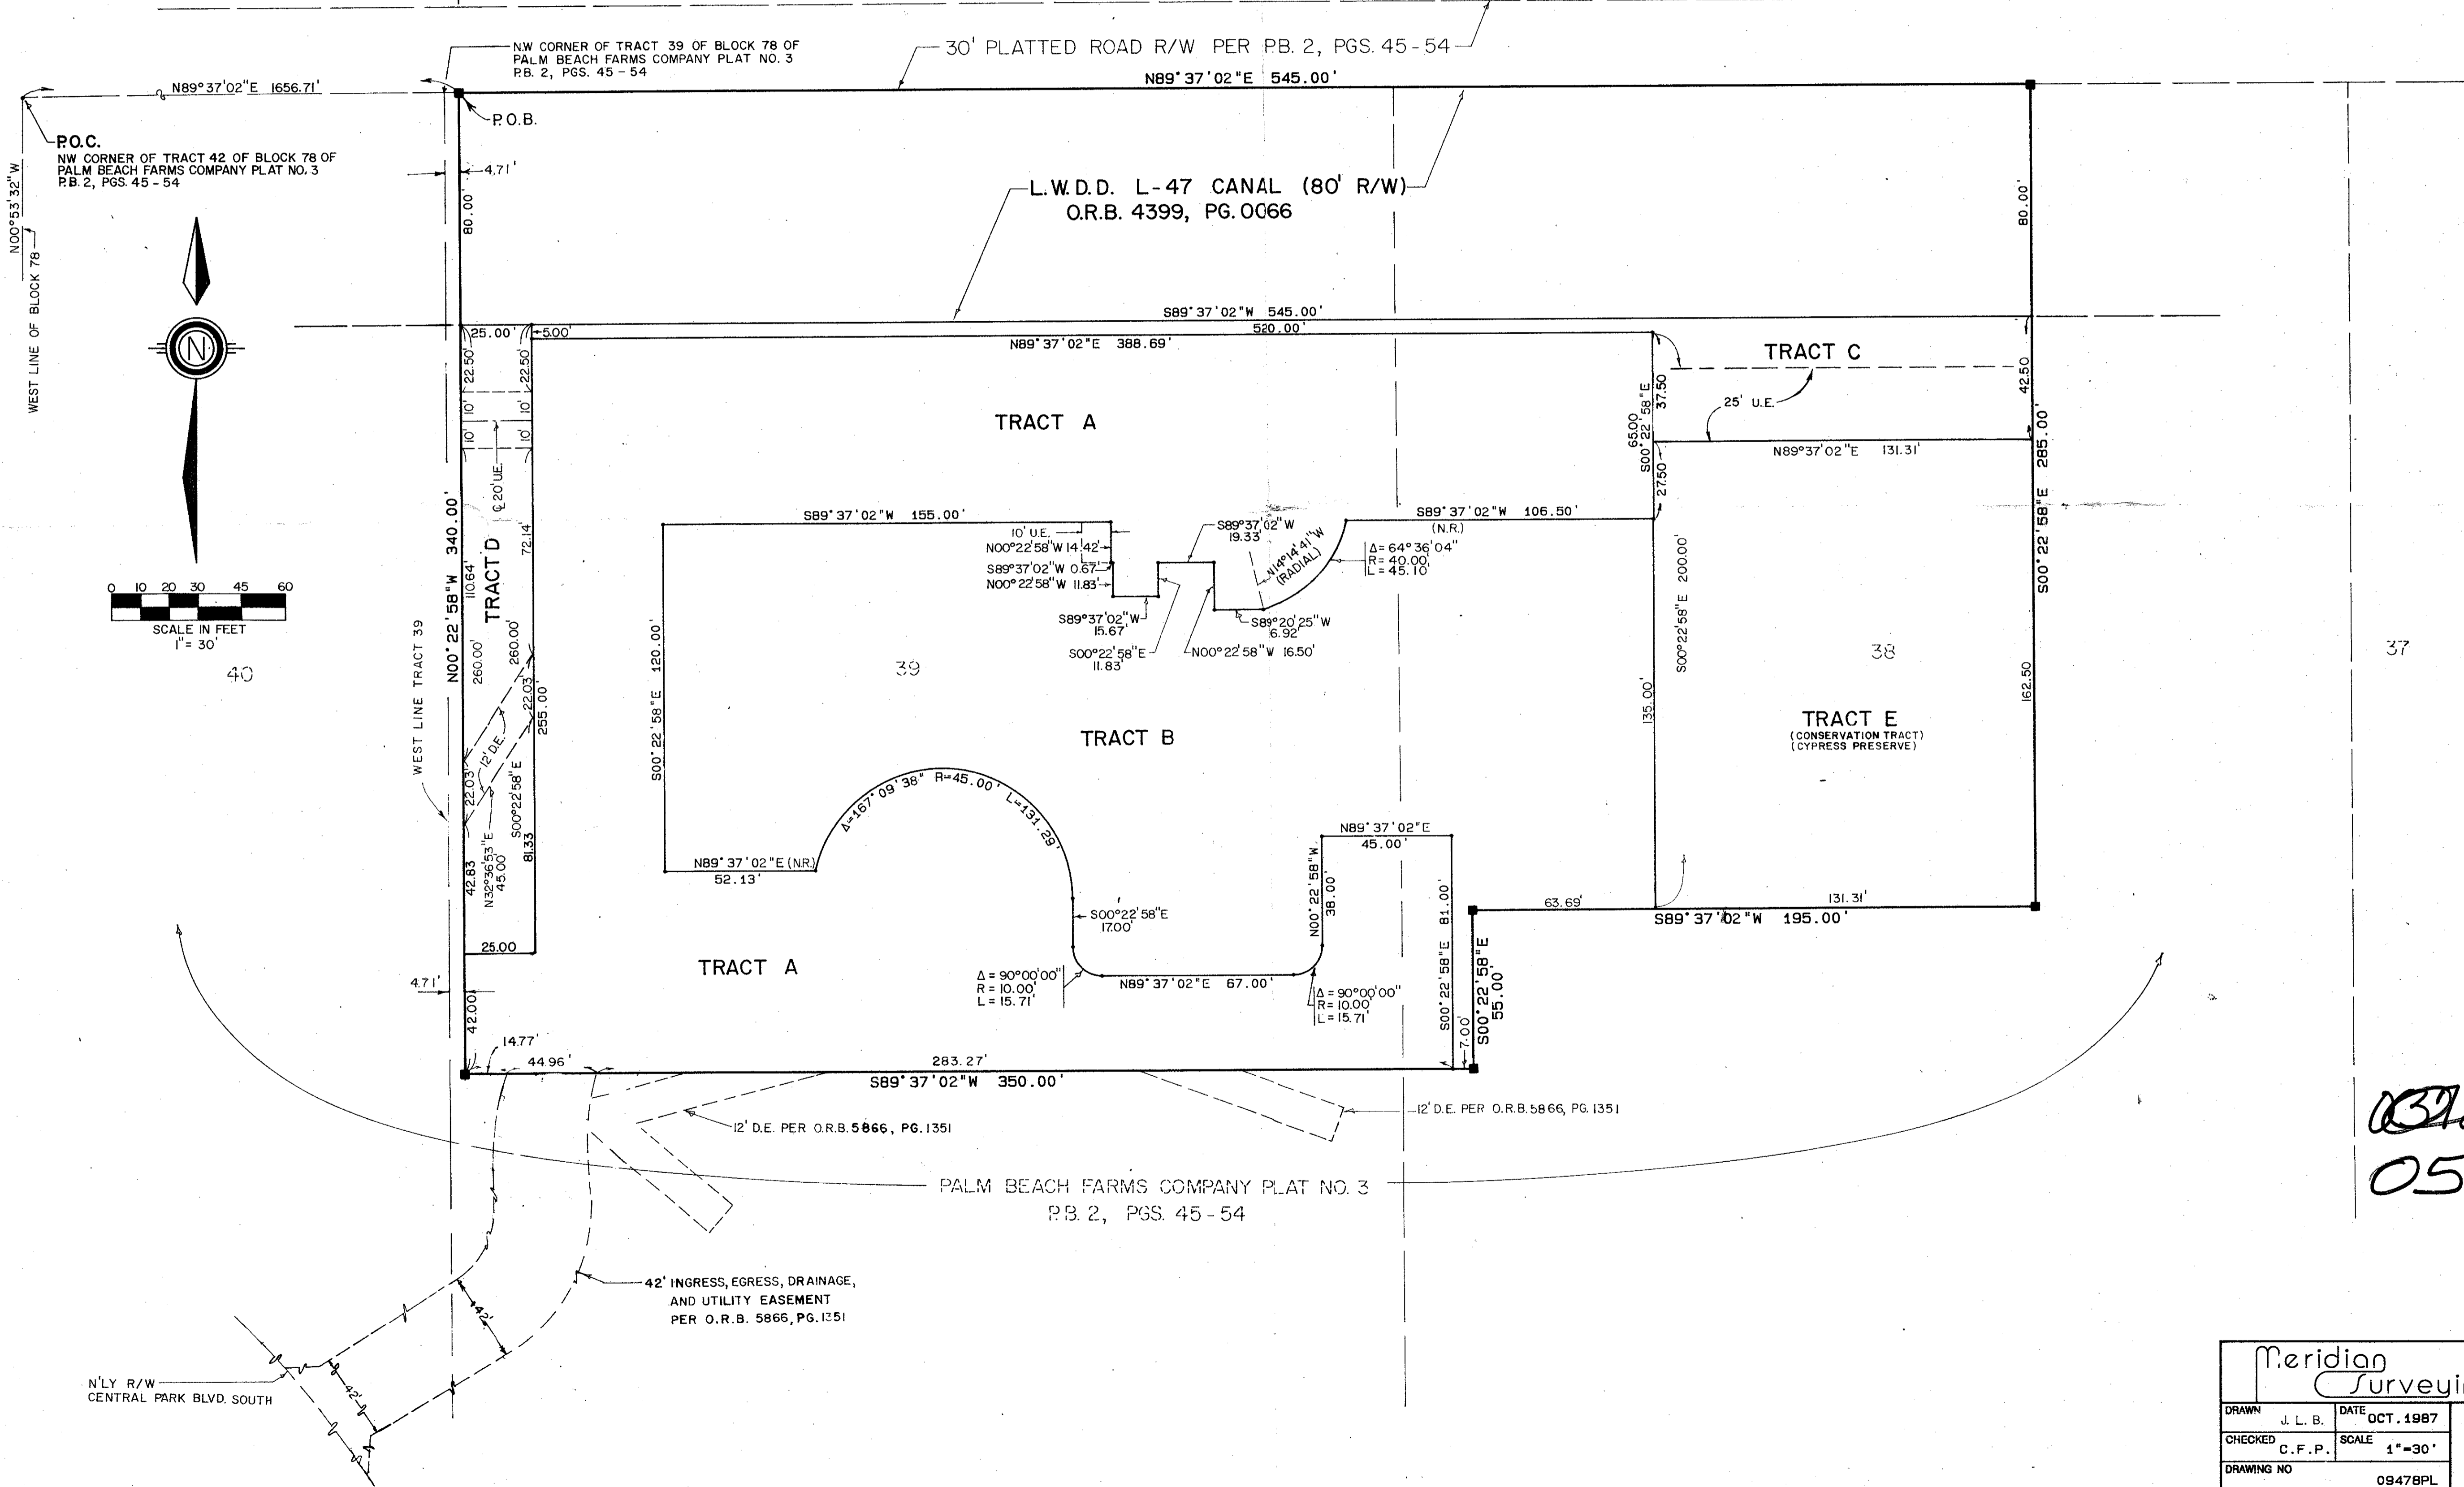 N.W CORNER OF TRACT 39 OF BLOCK 78 OF
PALM BEACH FARMS COMPANY PLAT NO. 3
P.B. 2, PGS. 45 - 54
30' PLATTED ROAD R/W PER P.B. 2, PGS. 45-54
N89°37'02"E 1656.71'
N89°37'02"E 545.00'
P.O.B.
P.O.C.
NW CORNER OF TRACT 42 OF BLOCK 78 OF
PALM BEACH FARMS COMPANY PLAT NO. 3
P.B. 2, PGS. 45 - 54
N00°53'32"W
WEST LINE OF BLOCK 78
4.71'
80.00'
80.00'
L.W.D.D. L-47 CANAL (80' R/W)
O.R.B. 4399, PG. 0066
N
S89°37'02"W 545.00'
520.00'
25.00'
5.00'
N89°37'02"E 388.69'
TRACT C
22.50'
22.50'
10'
10'
10'
10'
25' U.E.
37.50
S00°22'58"E
65.00
42.50
TRACT A
N89°37'02"E 131.31'
27.50
S00°22'58"E 285.00'
℄ 20' U.E.
TRACT D
72.14'
110.64'
N00°22'58"W 340.00'
260.00'
260.00'
S89°37'02"W 155.00'
10' U.E.
N00°22'58"W 14.42'
S89°37'02"W 0.67'
N00°22'58"W 11.83'
S89°37'02"W
19.33'
N14°14'41"W
(RADIAL)
S89°37'02"W 106.50'
(N.R.)
Δ= 64°36'04"
R= 40.00'
L= 45.10'
S89°37'02"W
15.67'
S00°22'58"E
11.83'
S89°20'25"W
16.92'
N00°22'58"W 16.50'
S00°22'58"E 200.00'
0 10 20 30 45 60
SCALE IN FEET
1"= 30'
40
39
38
37
WEST LINE TRACT 39
S00°22'58"E 120.00'
135.00'
162.50
TRACT B
TRACT E
(CONSERVATION TRACT)
(CYPRESS PRESERVE)
22.03'
255.00'
12' D.E.
22.03'
S00°22'58"E
81.33
N32°36'53"E
45.00'
42.83
Δ=167°09'38" R=45.00' L=131.29'
N89°37'02"E (N.R.)
52.13'
N89°37'02"E
45.00'
N00°22'58"W
38.00'
S00°22'58"E 81.00'
S00°22'58"E
17.00'
63.69'
131.31'
S89°37'02"W 195.00'
25.00
4.71'
42.00'
TRACT A
Δ = 90°00'00"
R = 10.00'
L = 15.71'
N89°37'02"E 67.00'
Δ = 90°00'00"
R= 10.00'
L= 15.71'
S00°22'58"E
55.00'
7.00'
14.77'
44.96'
283.27'
S89°37'02"W 350.00'
12' D.E. PER O.R.B. 5866, PG. 1351
12' D.E. PER O.R.B. 5866, PG. 1351
PALM BEACH FARMS COMPANY PLAT NO. 3
P.B. 2, PGS. 45 - 54
05
42' INGRESS, EGRESS, DRAINAGE,
AND UTILITY EASEMENT
PER O.R.B. 5866, PG. 1351
42'
42'
N'LY R/W
CENTRAL PARK BLVD. SOUTH
Meridian
Surveyi
DRAWN J. L. B. DATE OCT. 1987
CHECKED C.F.P. SCALE 1"=30'
DRAWING NO
09478PL